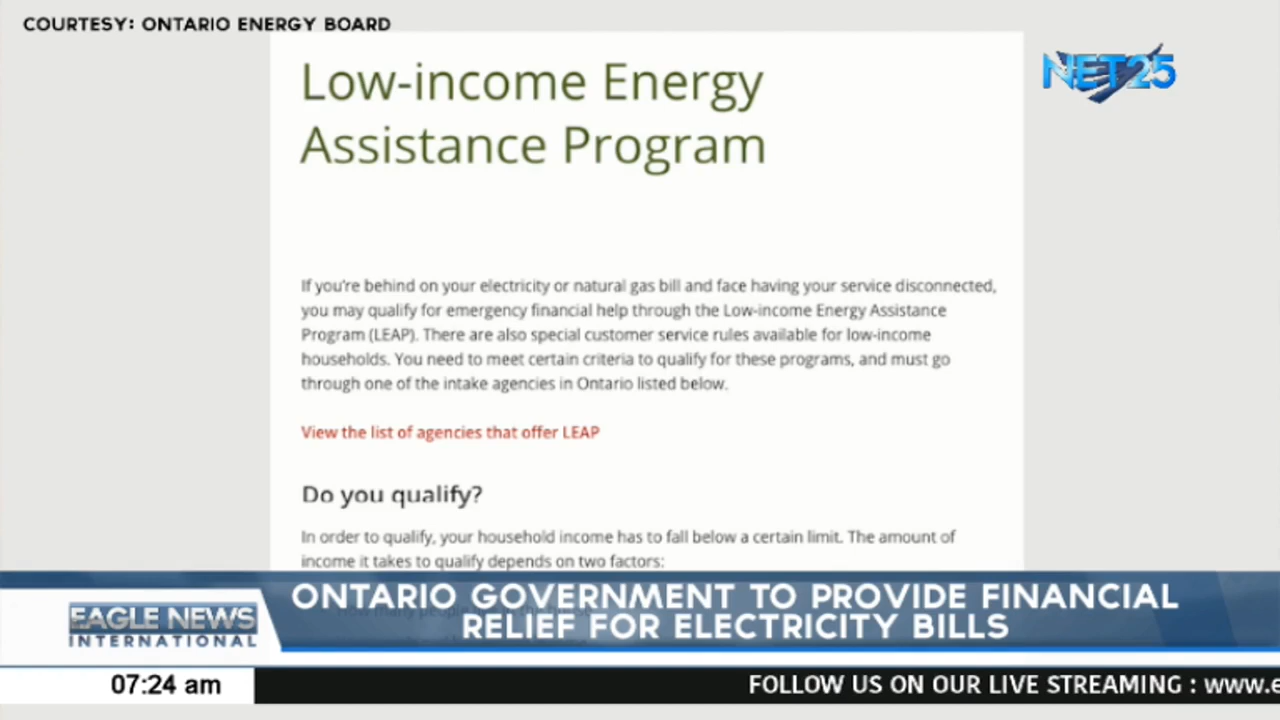 COURTESY: ONTARIO ENERGY BOARD
NET25
Low-income Energy
Assistance Program
If you're behind on your electricity or natural gas bill and face having your service disconnected,
you may qualify for emergency financial help through the Low-income Energy Assistance
Program (LEAP). There are also special customer service rules available for low-income
households. You need to meet certain criteria to qualify for these programs, and must go
through one of the intake agencies in Ontario listed below.
View the list of agencies that offer LEAP
Do you qualify?
In order to qualify, your household income has to fall below a certain limit. The amount of
income it takes to qualify depends on two factors:
ONTARIO GOVERNMENT TO PROVIDE FINANCIAL
RELIEF FOR ELECTRICITY BILLS
EAGLE NEWS
INTERNATIONAL
07:24 am
FOLLOW US ON OUR LIVE STREAMING : www.e